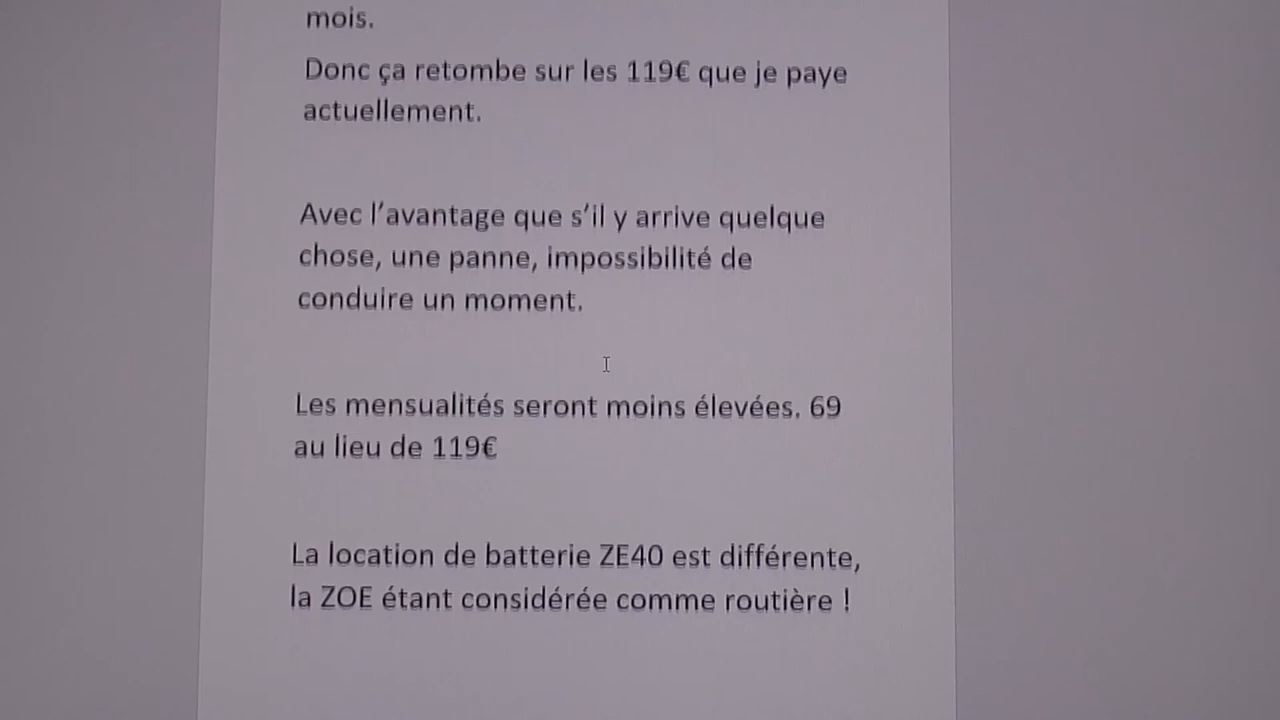 mois.
Donc ça retombe sur les 119€ que je paye
actuellement.
Avec l’avantage que s’il y arrive quelque
chose, une panne, impossibilité de
conduire un moment.
Les mensualités seront moins élevées. 69
au lieu de 119€
La location de batterie ZE40 est différente,
la ZOE étant considérée comme routière !